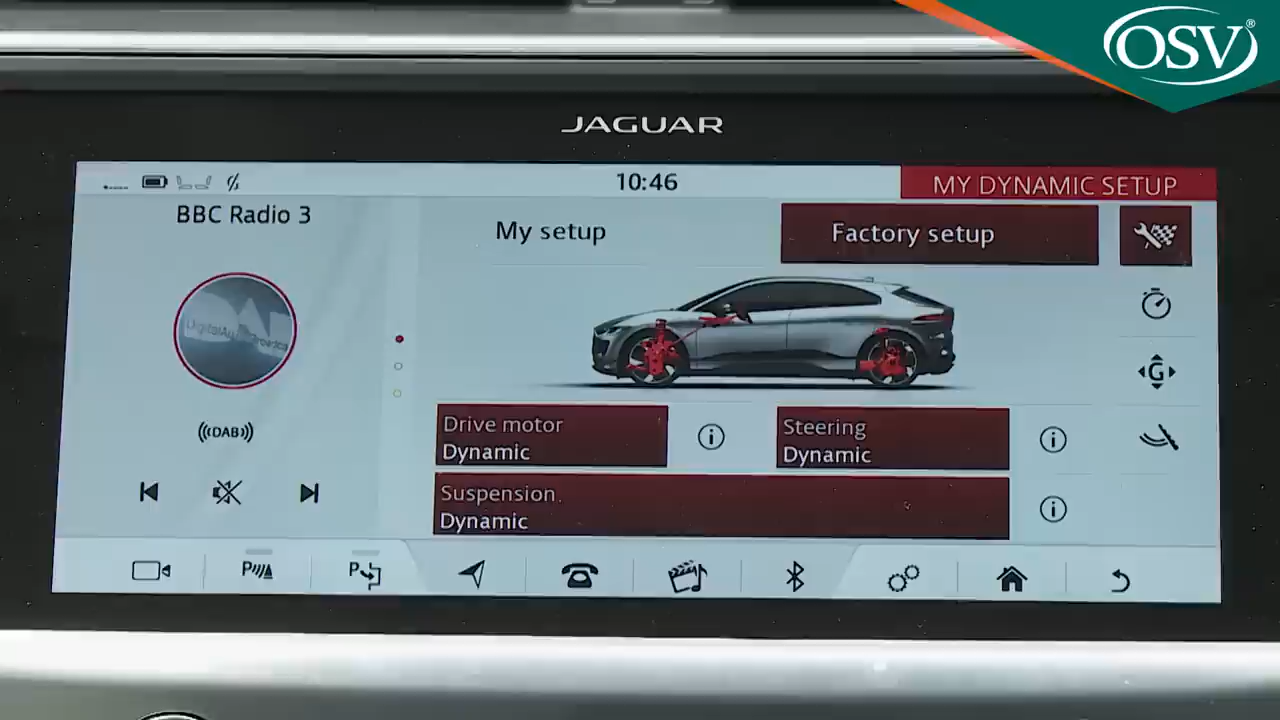 OSV®
JAGUAR
10:46
MY DYNAMIC SETUP
BBC Radio 3
My setup
Factory setup
G
DAB
Drive motor
Dynamic
Steering
Dynamic
Suspension
Dynamic
P
P